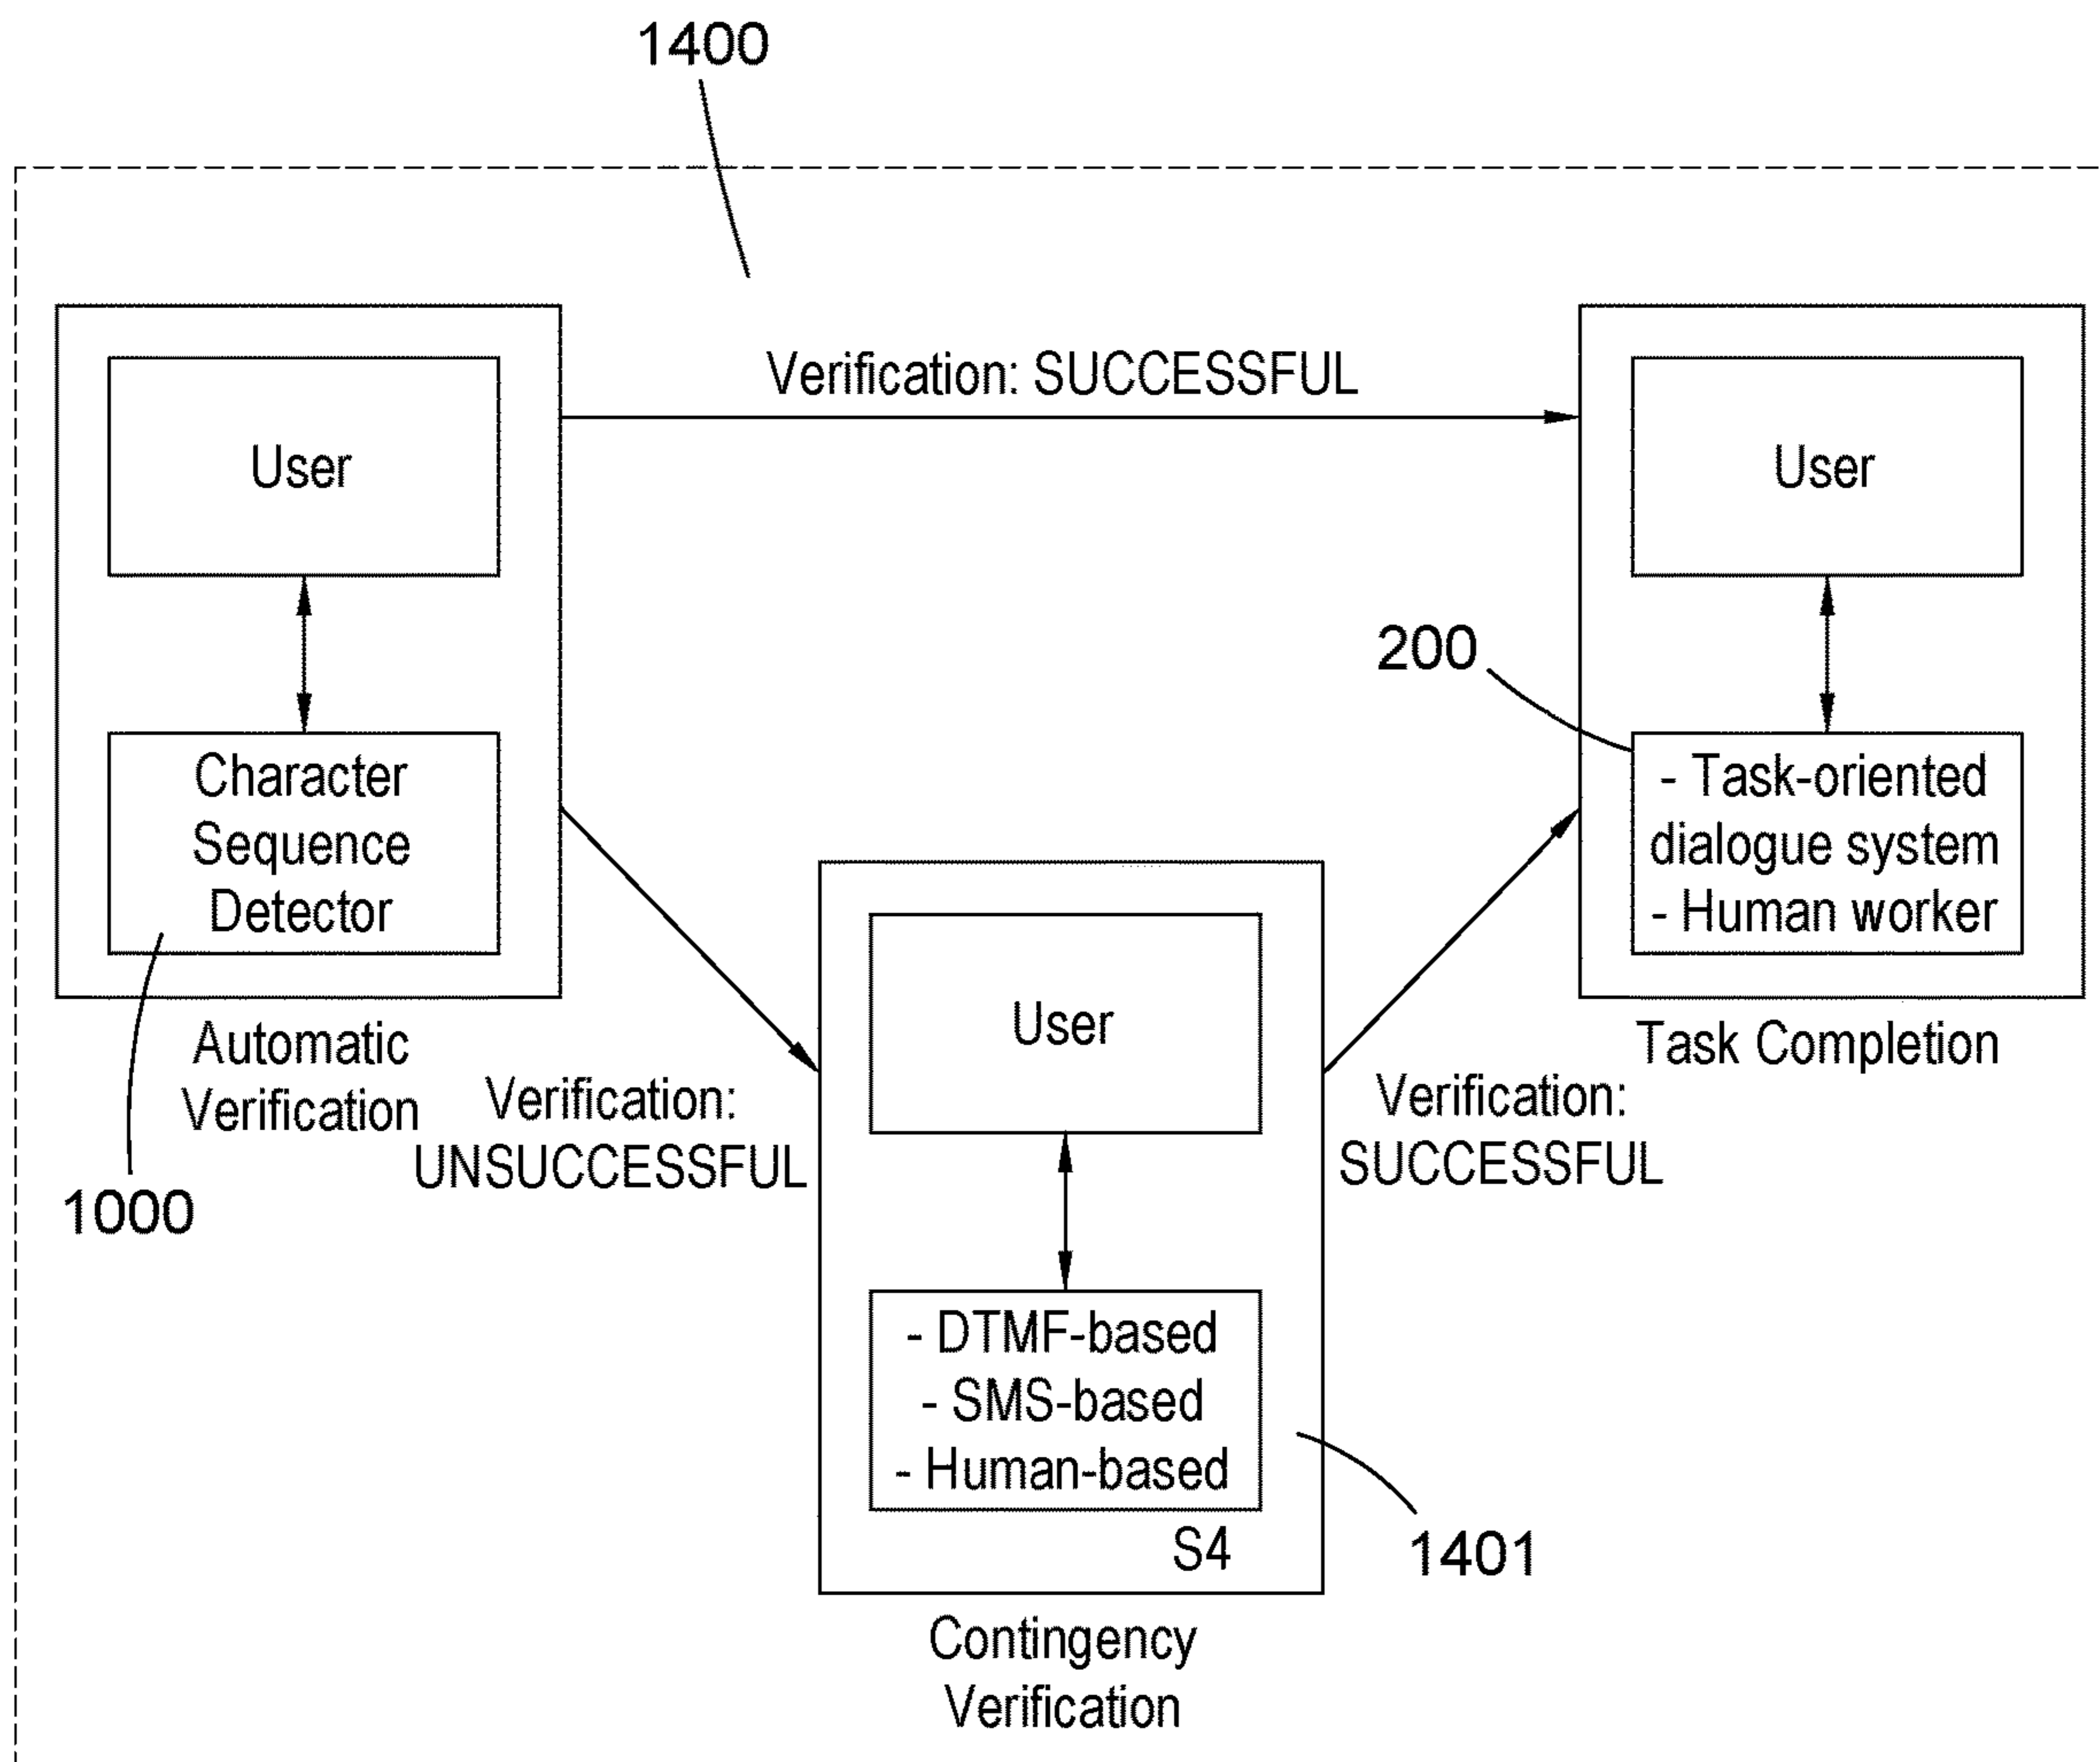 1400
Verification: SUCCESSFUL
User
User
200
Character
Sequence
Detector
- Task-oriented
dialogue system
- Human worker
User
Automatic
Verification
Task Completion
Verification:
UNSUCCESSFUL
Verification:
SUCCESSFUL
1000
- DTMF-based
- SMS-based
- Human-based
S4
1401
Contingency
Verification